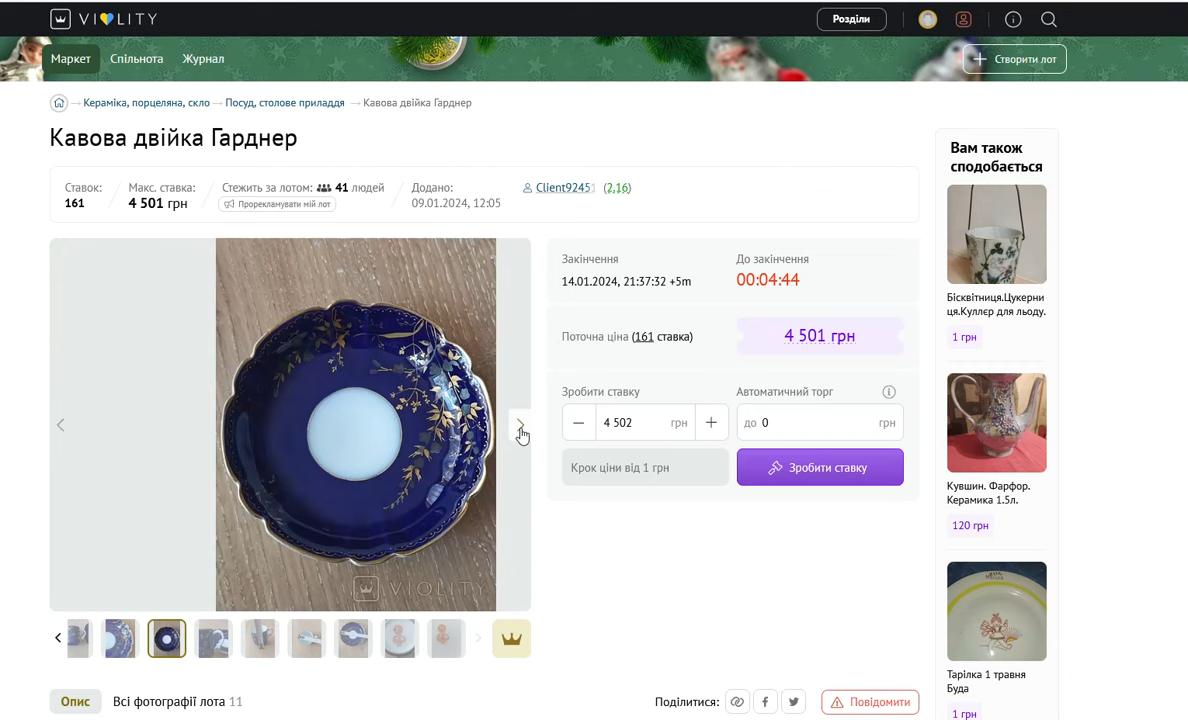 VIOLITY
Розділи
Маркет
Спільнота
Журнал
Створити лот
Кераміка, порцеляна, скло → Посуд, столове приладдя → Кавова двійка Гарднер
Кавова двійка Гарднер
Ставок:
161
Макс. ставка:
4 501 грн
Стежить за лотом: 41 людей
Прорекламувати мій лот
Додано:
09.01.2024, 12:05
Client92451 (2,16)
Закінчення
14.01.2024, 21:37:32 +5m
До закінчення
00:04:44
Поточна ціна (161 ставка)
4 501 грн
Зробити ставку
4 502 грн
Автоматичний торг
до 0 грн
Крок ціни від 1 грн
Зробити ставку
VIOLITY
Опис
Всі фотографії лота 11
Поділитися:
Повідомити
Вам також
сподобається
Бісквітниця.Цукерни
ця.Куллєр для льоду.
1 грн
Кувшин. Фарфор.
Керамика 1.5л.
120 грн
Тарілка 1 травня
Буда
1 грн